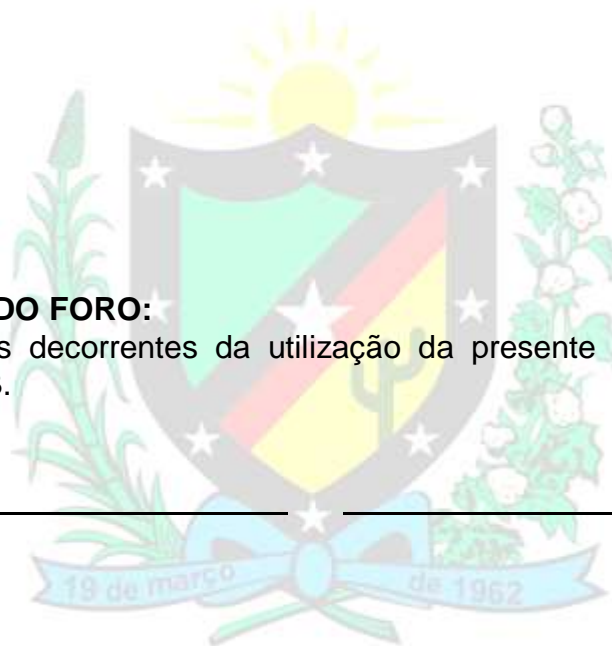 DO FORO:
s decorrentes da utilização da presente
.
19 de março de 1962